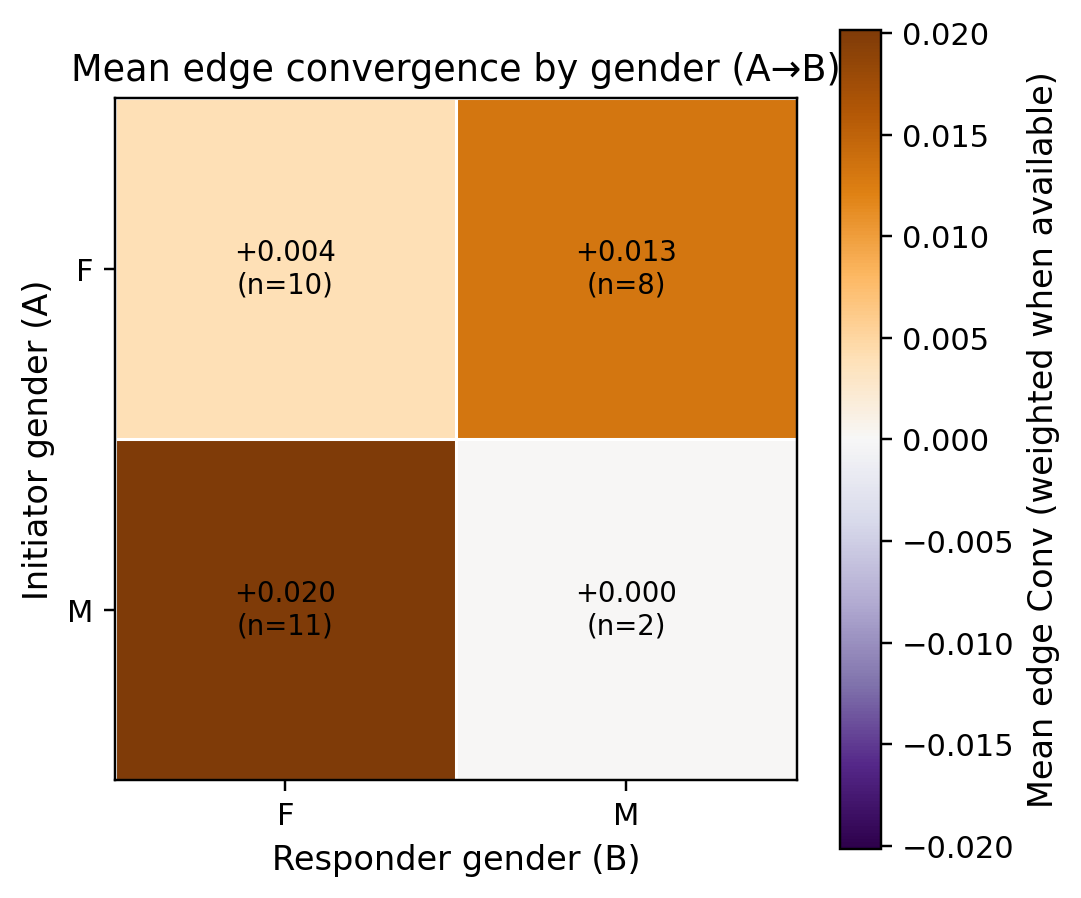 Mean edge convergence by gender (A→B)
Initiator gender (A)
F
M
+0.004
(n=10)
+0.013
(n=8)
+0.020
(n=11)
+0.000
(n=2)
F
M
Responder gender (B)
0.020
0.015
0.010
0.005
0.000
−0.005
−0.010
−0.015
−0.020
Mean edge Conv (weighted when available)